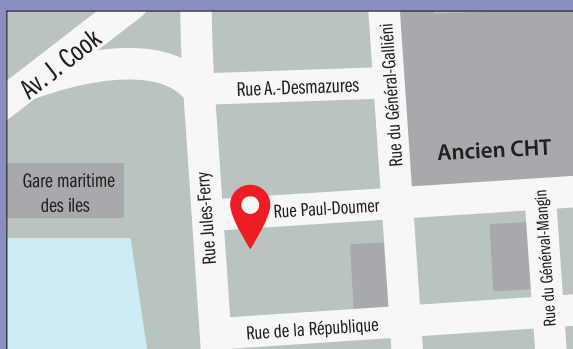 Av. J. Cook
Rue A.-Desmazures
Rue du Général-Galliéni
Ancien CHT
Gare maritime
des iles
Rue Jules-Ferry
Rue Paul-Doumer
Rue du Générval-Mangin
Rue de la République